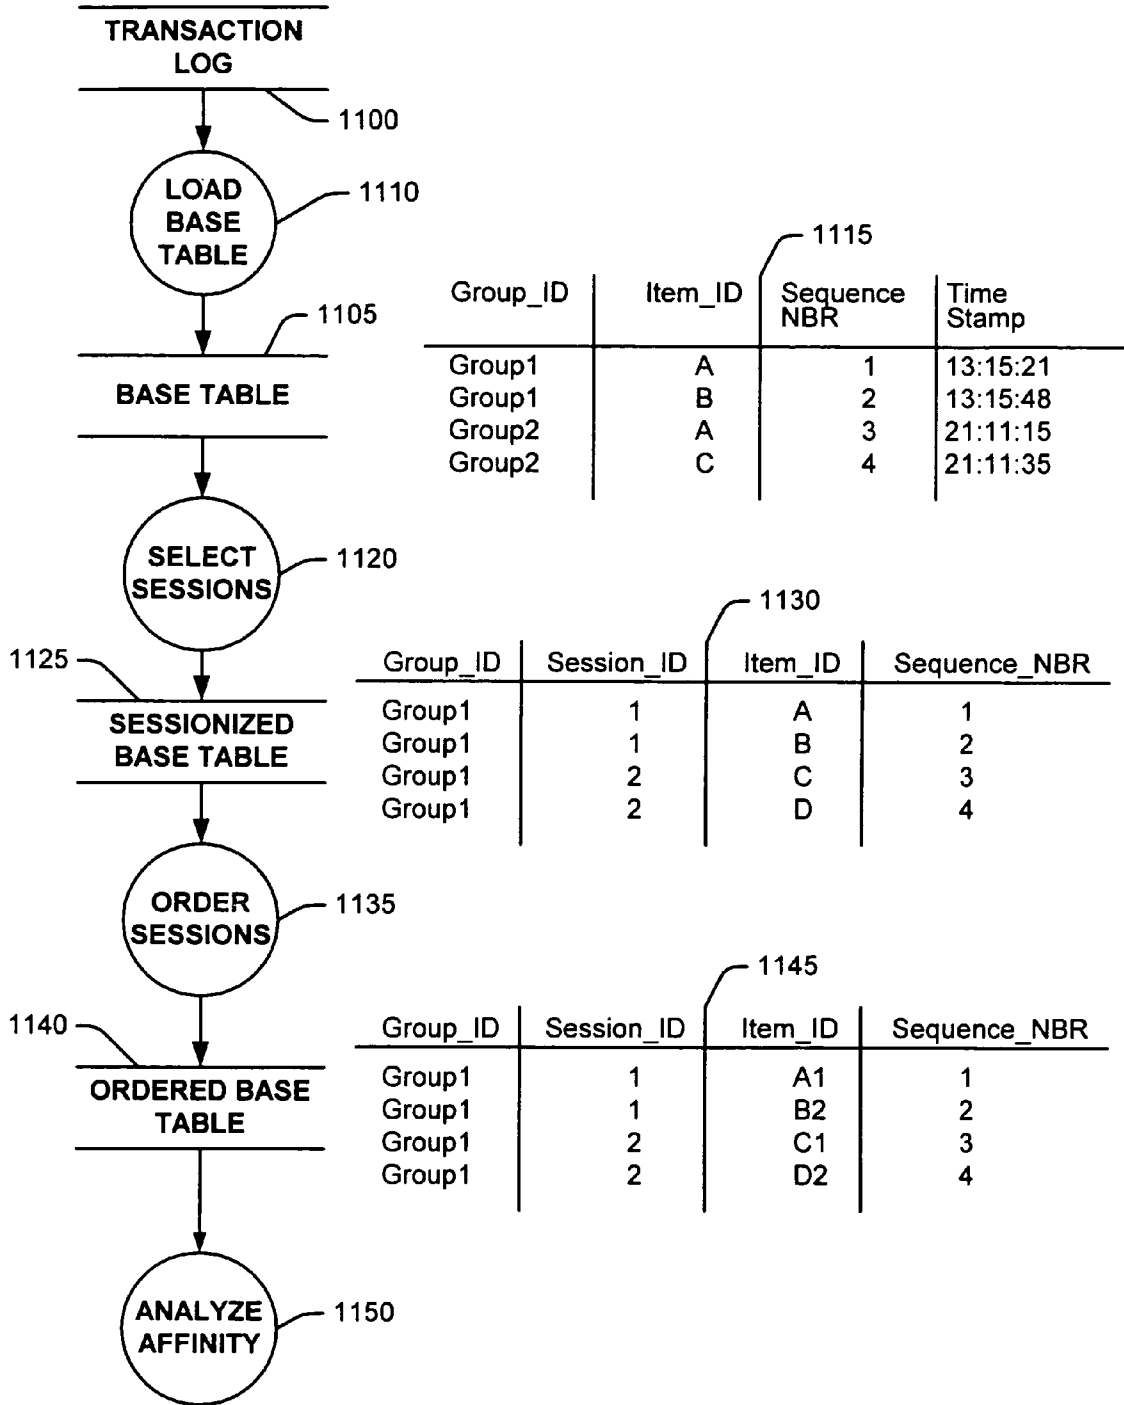 TRANSACTION
LOG
1100
LOAD
BASE
TABLE
1110
1105
BASE TABLE
1115
Group_ID Item_ID Sequence NBR Time Stamp
Group1 A 1 13:15:21
Group1 B 2 13:15:48
Group2 A 3 21:11:15
Group2 C 4 21:11:35
SELECT
SESSIONS
1120
1125
SESSIONIZED
BASE TABLE
1130
Group_ID Session_ID Item_ID Sequence_NBR
Group1 1 A 1
Group1 1 B 2
Group1 2 C 3
Group1 2 D 4
ORDER
SESSIONS
1135
1140
ORDERED BASE
TABLE
1145
Group_ID Session_ID Item_ID Sequence_NBR
Group1 1 A1 1
Group1 1 B2 2
Group1 2 C1 3
Group1 2 D2 4
ANALYZE
AFFINITY
1150